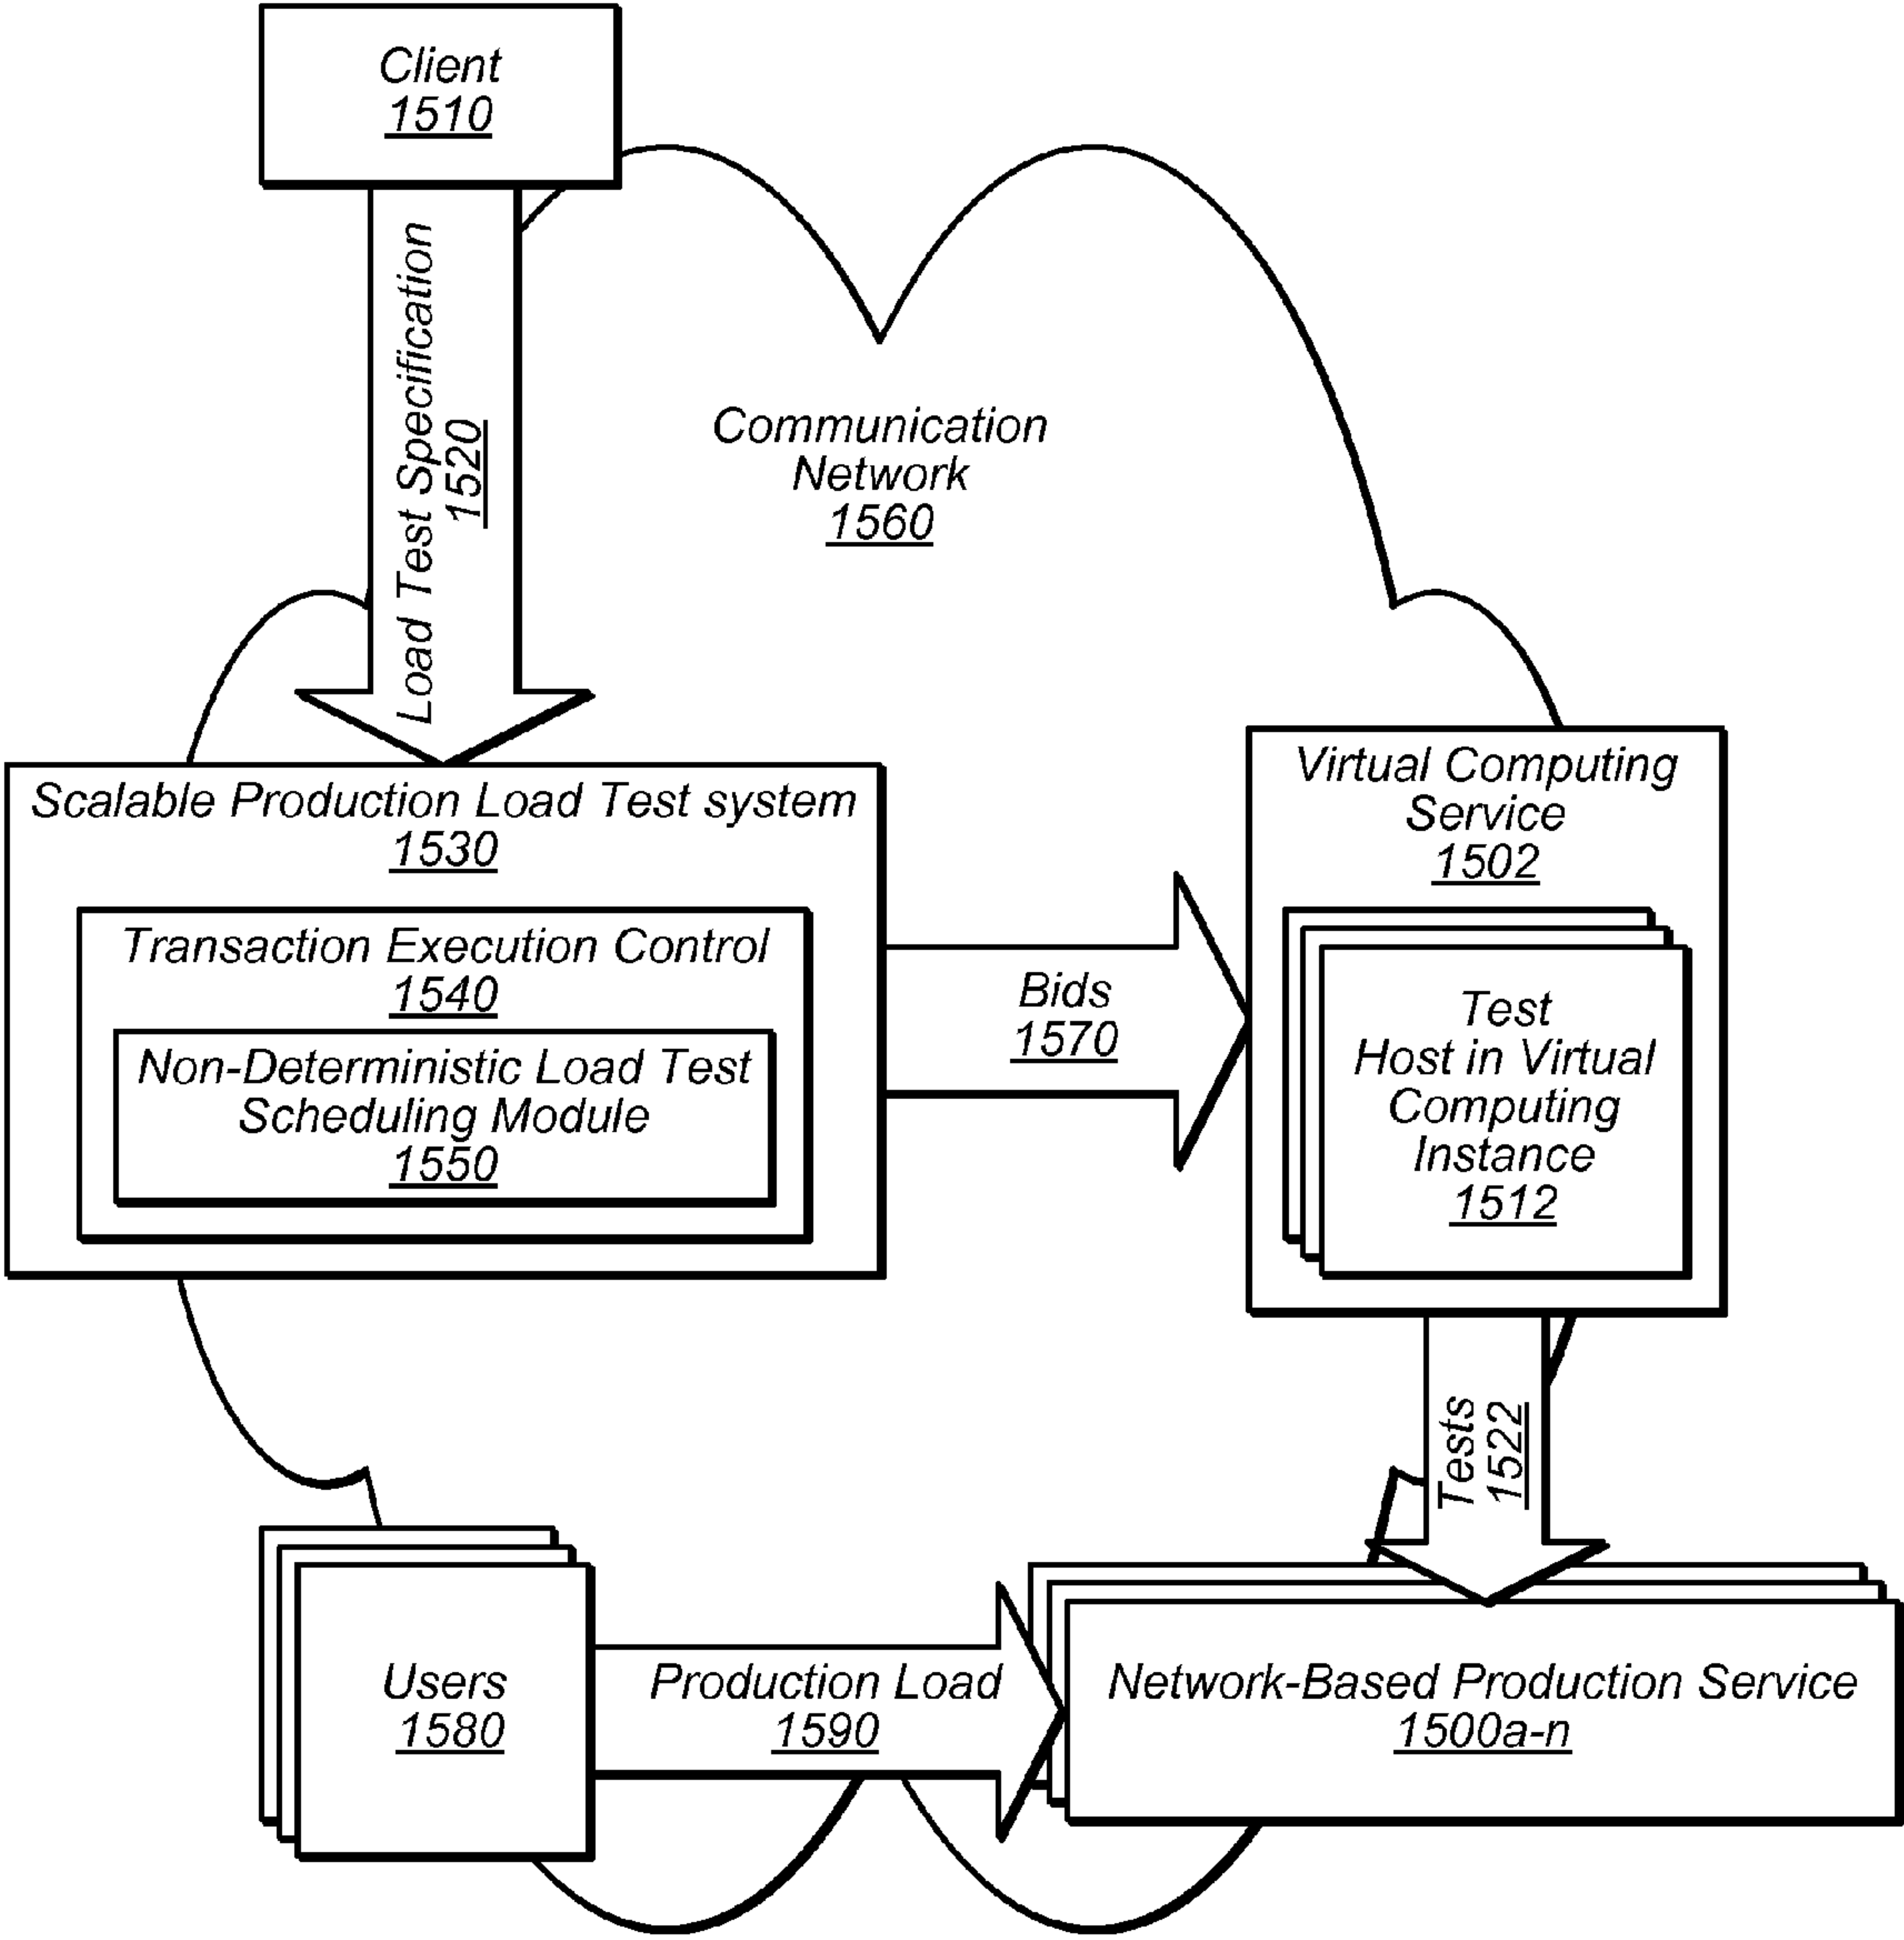 Client
1510
Load Test Specification
1520
Communication
Network
1560
Scalable Production Load Test system
1530
Transaction Execution Control
1540
Non-Deterministic Load Test
Scheduling Module
1550
Bids
1570
Virtual Computing
Service
1502
Test
Host in Virtual
Computing
Instance
1512
Tests
1522
Users
1580
Production Load
1590
Network-Based Production Service
1500a-n